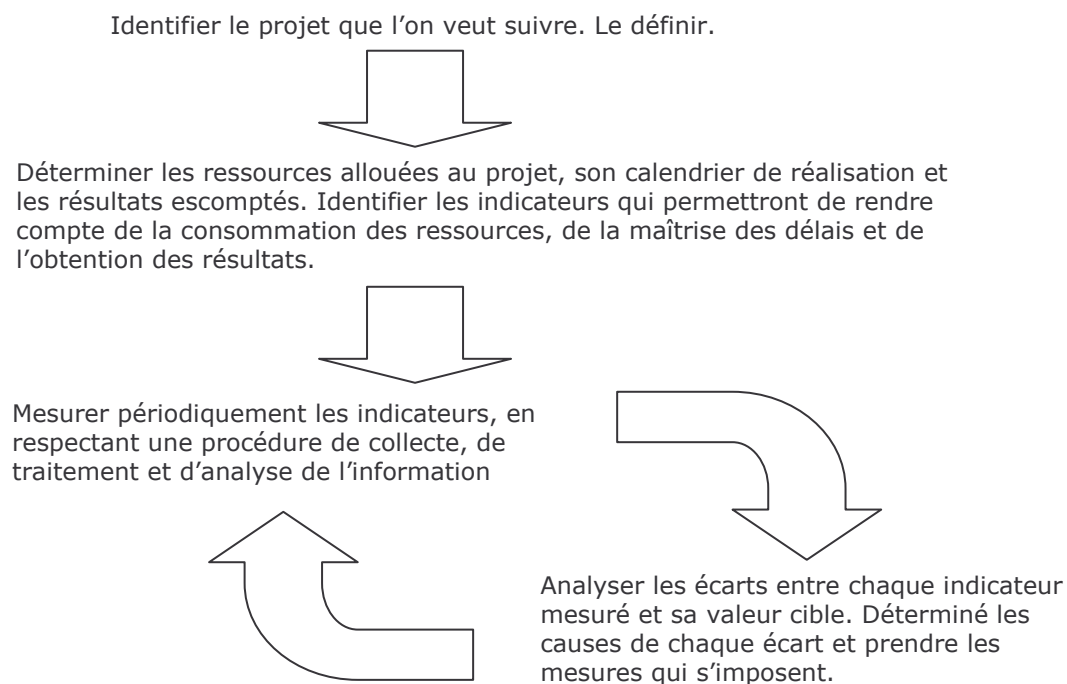 Identifier le projet que l’on veut suivre. Le définir.
Déterminer les ressources allouées au projet, son calendrier de réalisation et
les résultats escomptés. Identifier les indicateurs qui permettront de rendre
compte de la consommation des ressources, de la maîtrise des délais et de
l’obtention des résultats.
Mesurer périodiquement les indicateurs, en
respectant une procédure de collecte, de
traitement et d’analyse de l’information
Analyser les écarts entre chaque indicateur
mesuré et sa valeur cible. Déterminé les
causes de chaque écart et prendre les
mesures qui s’imposent.